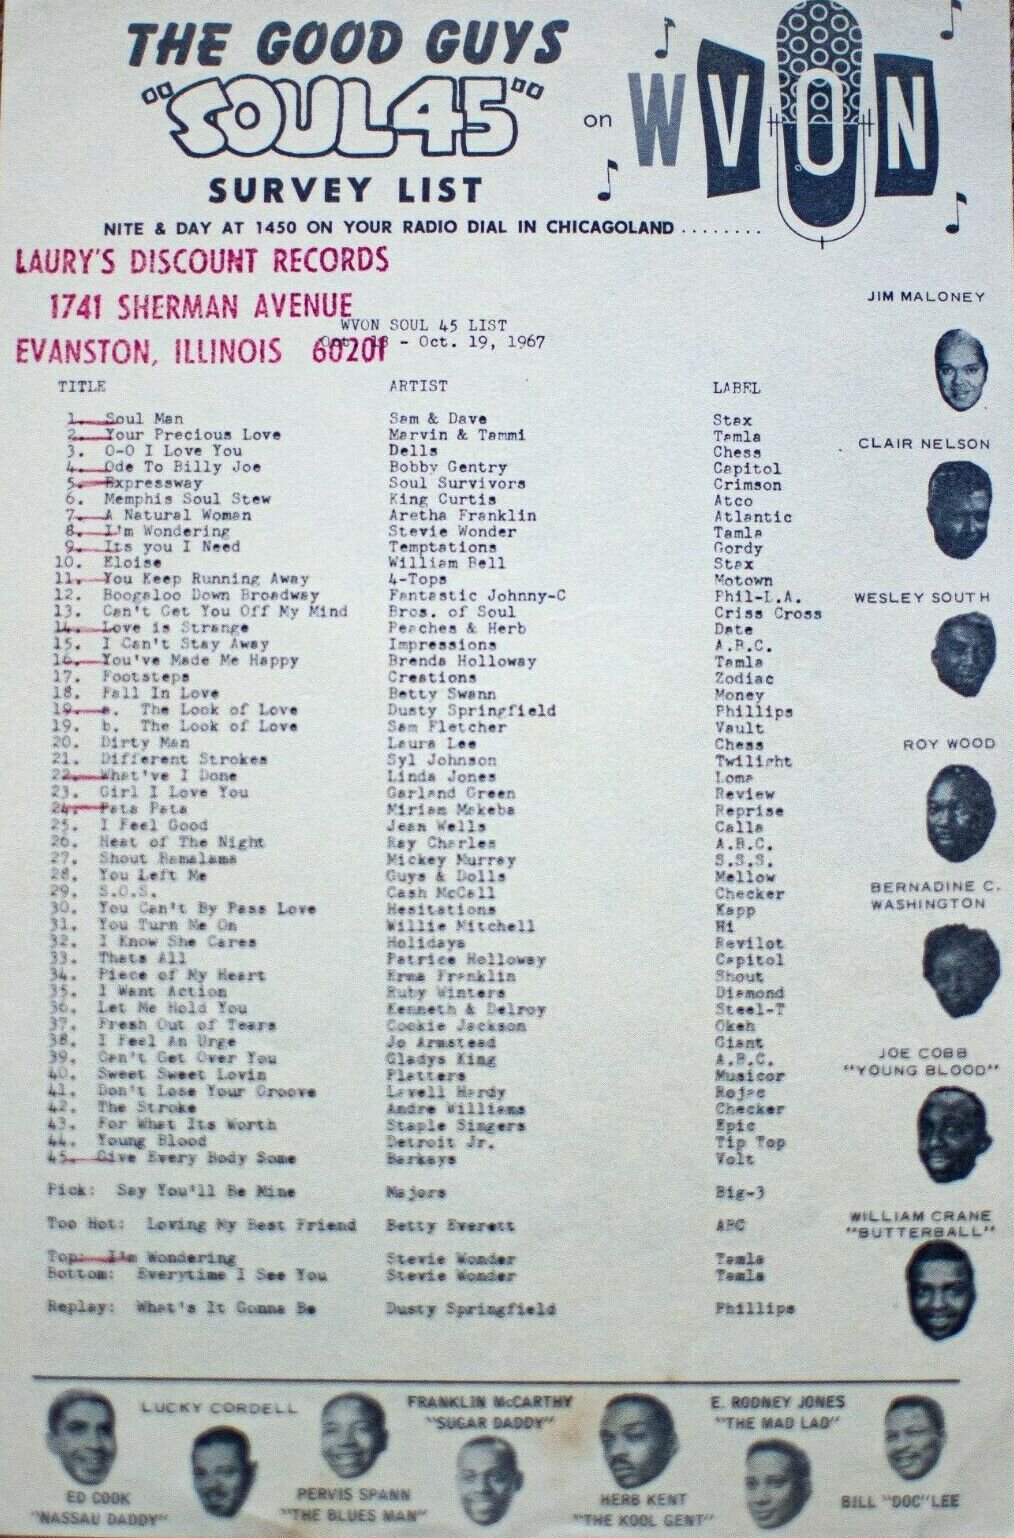 THE GOOD GUYS
"SOUL 45"
on WVON
SURVEY LIST
NITE & DAY AT 1450 ON YOUR RADIO DIAL IN CHICAGOLAND ........
LAURY'S DISCOUNT RECORDS
1741 SHERMAN AVENUE
EVANSTON, ILLINOIS 60201
WVON SOUL 45 LIST
Oct. 13 - Oct. 19, 1967
TITLE ARTIST LABEL
1. Soul Man Sam & Dave Stax
2. Your Precious Love Marvin & Tammi Tamla
3. O-O I Love You Dells Chess
4. Ode To Billy Joe Bobby Gentry Capitol
5. Expressway Soul Survivors Crimson
6. Memphis Soul Stew King Curtis Atco
7. A Natural Woman Aretha Franklin Atlantic
8. I'm Wondering Stevie Wonder Tamla
9. Its you I Need Temptations Gordy
10. Eloise William Bell Stax
11. You Keep Running Away 4-Tops Motown
12. Boogaloo Down Broadway Fantastic Johnny-C Phil-L.A.
13. Can't Get You Off My Mind Bros. of Soul Criss Cross
14. Love is Strange Peaches & Herb Date
15. I Can't Stay Away Impressions A.B.C.
16. You've Made Me Happy Brenda Holloway Tamla
17. Footsteps Creations Zodiac
18. Fall In Love Betty Swann Money
19. a. The Look of Love Dusty Springfield Phillips
19. b. The Look of Love Sam Fletcher Vault
20. Dirty Man Laura Lee Chess
21. Different Strokes Syl Johnson Twilight
22. What've I Done Linda Jones Loma
23. Girl I Love You Garland Green Review
24. Pata Pata Miriam Makeba Reprise
25. I Feel Good Jean Wells Calla
26. Heat of The Night Ray Charles A.B.C.
27. Shout Bamalama Mickey Murray S.S.S.
28. You Left Me Guys & Dolls Mellow
29. S.O.S. Cash McCall Checker
30. You Can't By Pass Love Hesitations Kapp
31. You Turn Me On Willie Mitchell Hi
32. I Know She Cares Holidays Revilot
33. Thats All Patrice Holloway Capitol
34. Piece of My Heart Erma Franklin Shout
35. I Want Action Ruby Winters Diamond
36. Let Me Hold You Kenneth & Delroy Steel-T
37. Fresh Out of Tears Cookie Jackson Okeh
38. I Feel An Urge Jo Armstead Giant
39. Can't Get Over You Gladys King A.B.C.
40. Sweet Sweet Lovin Platters Musicor
41. Don't Lose Your Groove Lavell Hardy Rojac
42. The Stroke Andre Williams Checker
43. For What Its Worth Staple Singers Epic
44. Young Blood Detroit Jr. Tip Top
45. Give Every Body Some Barkays Volt
Pick: Say You'll Be Mine Majors Big-3
Too Hot: Loving My Best Friend Betty Everett ABC
Top: I'm Wondering Stevie Wonder Tamla
Bottom: Everytime I See You Stevie Wonder Tamla
Replay: What's It Gonna Be Dusty Springfield Phillips
JIM MALONEY
CLAIR NELSON
WESLEY SOUTH
ROY WOOD
BERNADINE C.
WASHINGTON
JOE COBB
"YOUNG BLOOD"
WILLIAM CRANE
"BUTTERBALL"
ED COOK
"NASSAU DADDY"
LUCKY CORDELL
PERVIS SPANN
"THE BLUES MAN"
FRANKLIN McCARTHY
"SUGAR DADDY"
HERB KENT
"THE KOOL GENT"
E. RODNEY JONES
"THE MAD LAD"
BILL "DOC" LEE